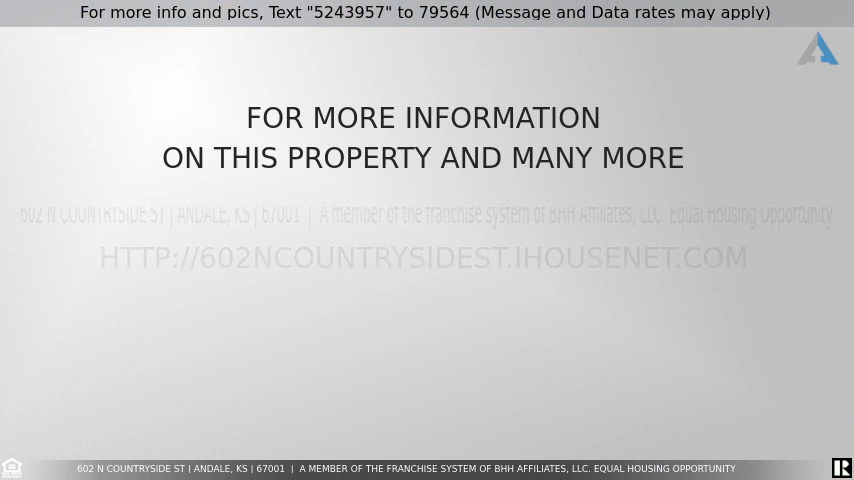 For more info and pics, Text "5243957" to 79564 (Message and Data rates may apply)
FOR MORE INFORMATION
ON THIS PROPERTY AND MANY MORE
602 N COUNTRYSIDE ST | ANDALE, KS | 67001 | A member of the franchise system of BHH Affiliates, LLC. Equal Housing Opportunity
HTTP://602NCOUNTRYSIDEST.IHOUSENET.COM
602 N COUNTRYSIDE ST | ANDALE, KS | 67001 | A MEMBER OF THE FRANCHISE SYSTEM OF BHH AFFILIATES, LLC. EQUAL HOUSING OPPORTUNITY